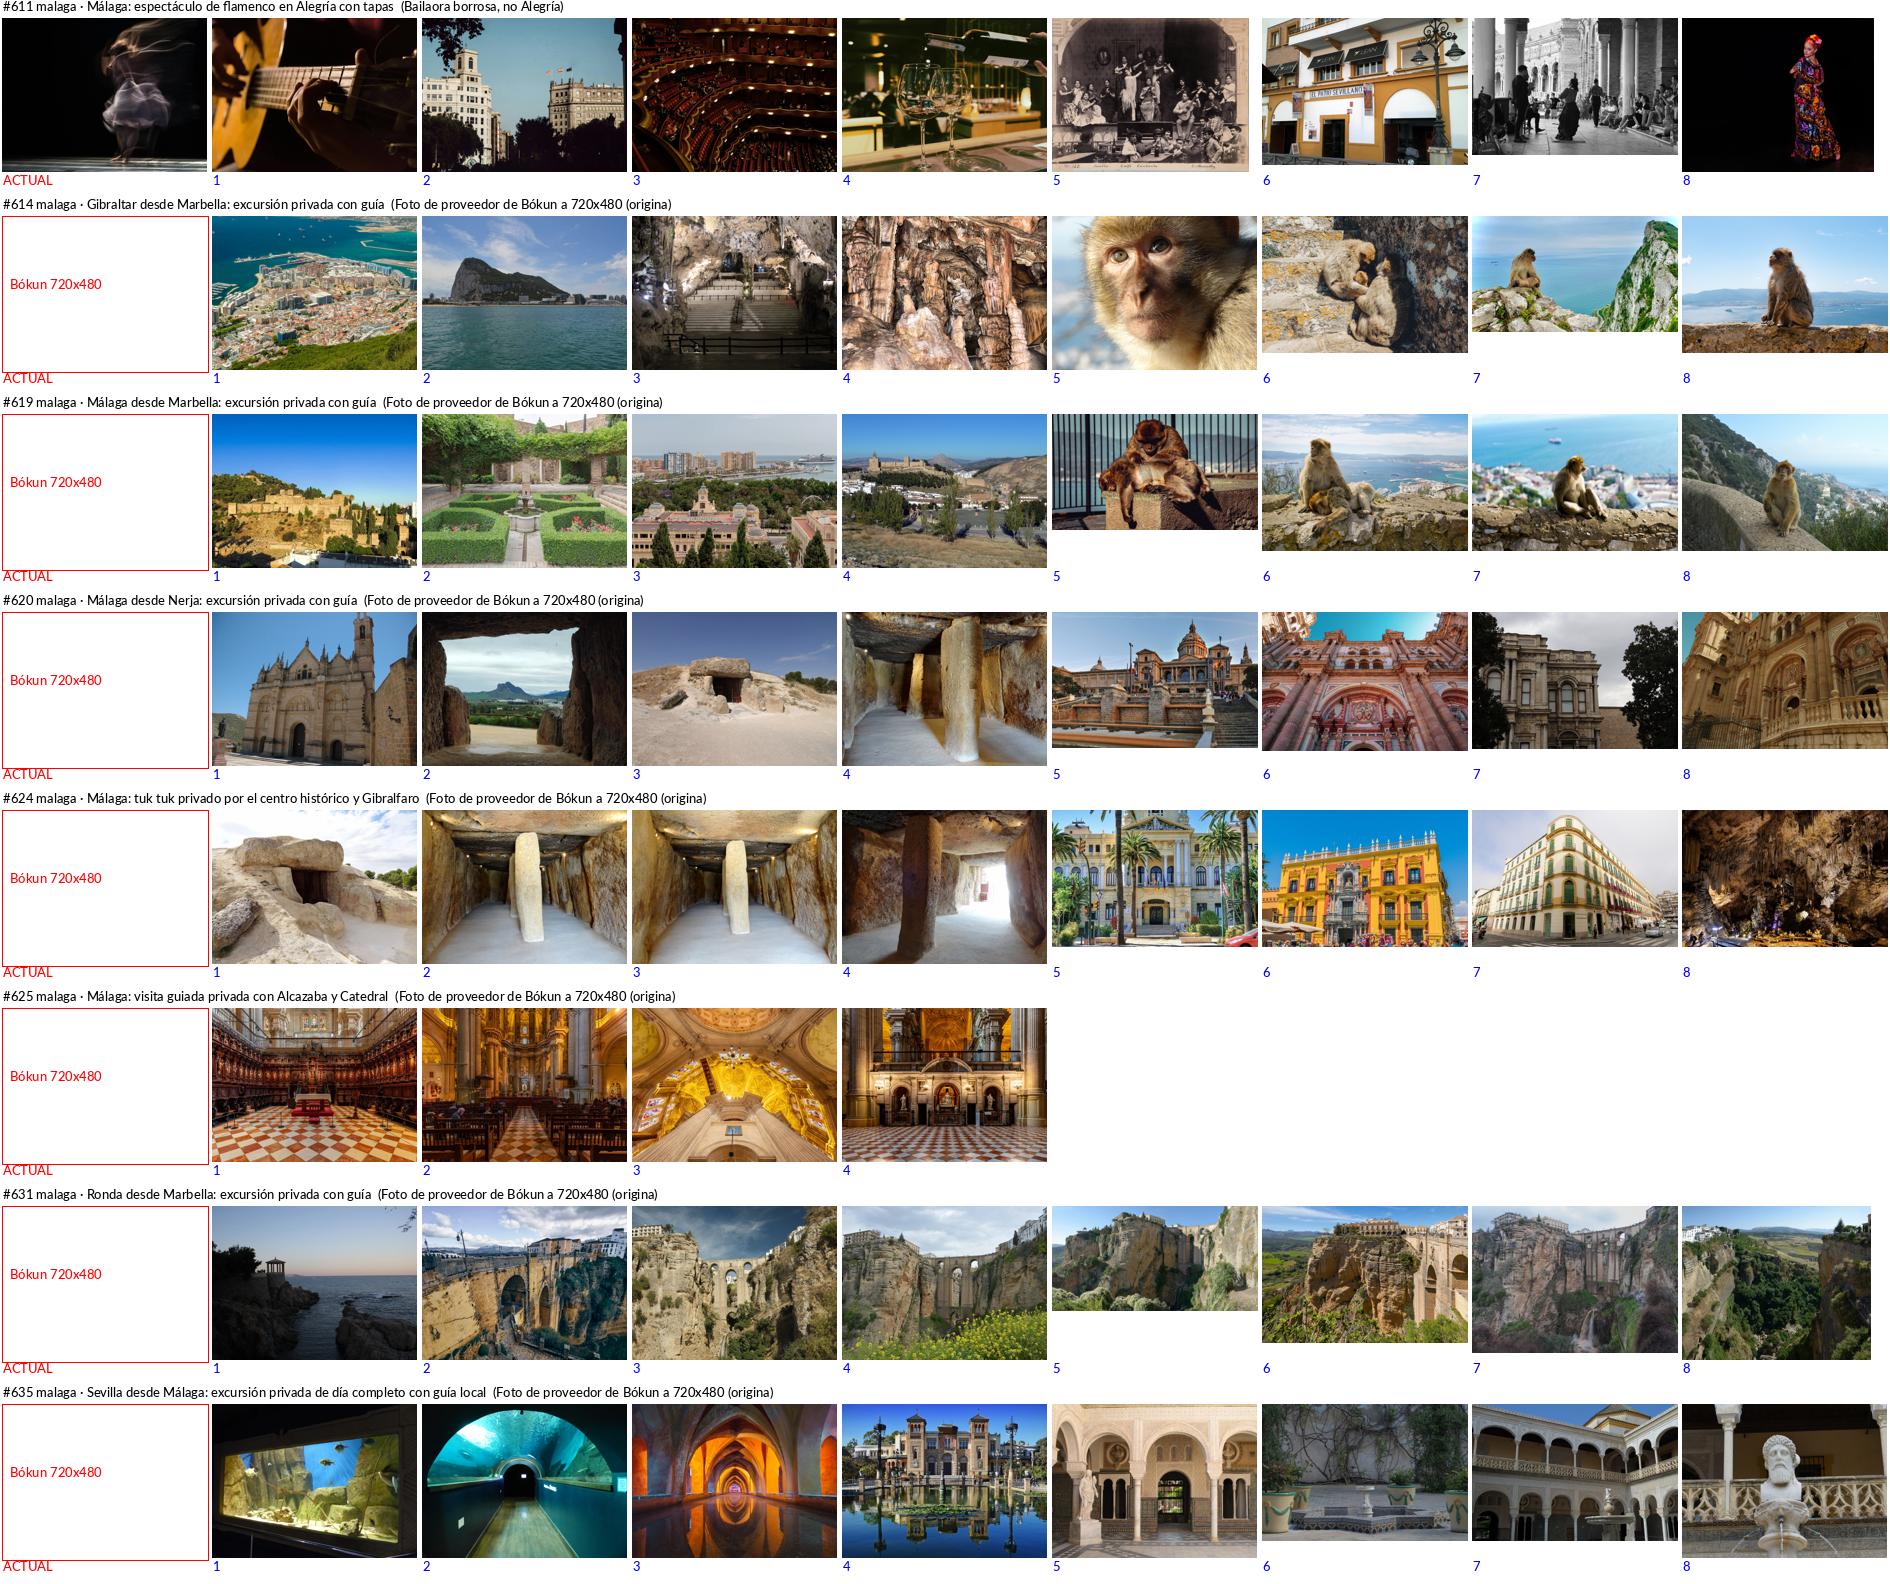 #611 malaga · Málaga: espectáculo de flamenco en Alegría con tapas (Bailaora borrosa, no Alegría)
EL PATIO SEVILLANO
ACTUAL 1 2 3 4 5 6 7 8
#614 malaga · Gibraltar desde Marbella: excursión privada con guía (Foto de proveedor de Bókun a 720x480 (origina)
Bókun 720x480
ACTUAL 1 2 3 4 5 6 7 8
#619 malaga · Málaga desde Marbella: excursión privada con guía (Foto de proveedor de Bókun a 720x480 (origina)
Bókun 720x480
ACTUAL 1 2 3 4 5 6 7 8
#620 malaga · Málaga desde Nerja: excursión privada con guía (Foto de proveedor de Bókun a 720x480 (origina)
Bókun 720x480
ACTUAL 1 2 3 4 5 6 7 8
#624 malaga · Málaga: tuk tuk privado por el centro histórico y Gibralfaro (Foto de proveedor de Bókun a 720x480 (origina)
Bókun 720x480
ACTUAL 1 2 3 4 5 6 7 8
#625 malaga · Málaga: visita guiada privada con Alcazaba y Catedral (Foto de proveedor de Bókun a 720x480 (origina)
Bókun 720x480
ACTUAL 1 2 3 4
#631 malaga · Ronda desde Marbella: excursión privada con guía (Foto de proveedor de Bókun a 720x480 (origina)
Bókun 720x480
ACTUAL 1 2 3 4 5 6 7 8
#635 malaga · Sevilla desde Málaga: excursión privada de día completo con guía local (Foto de proveedor de Bókun a 720x480 (origina)
Bókun 720x480
ACTUAL 1 2 3 4 5 6 7 8